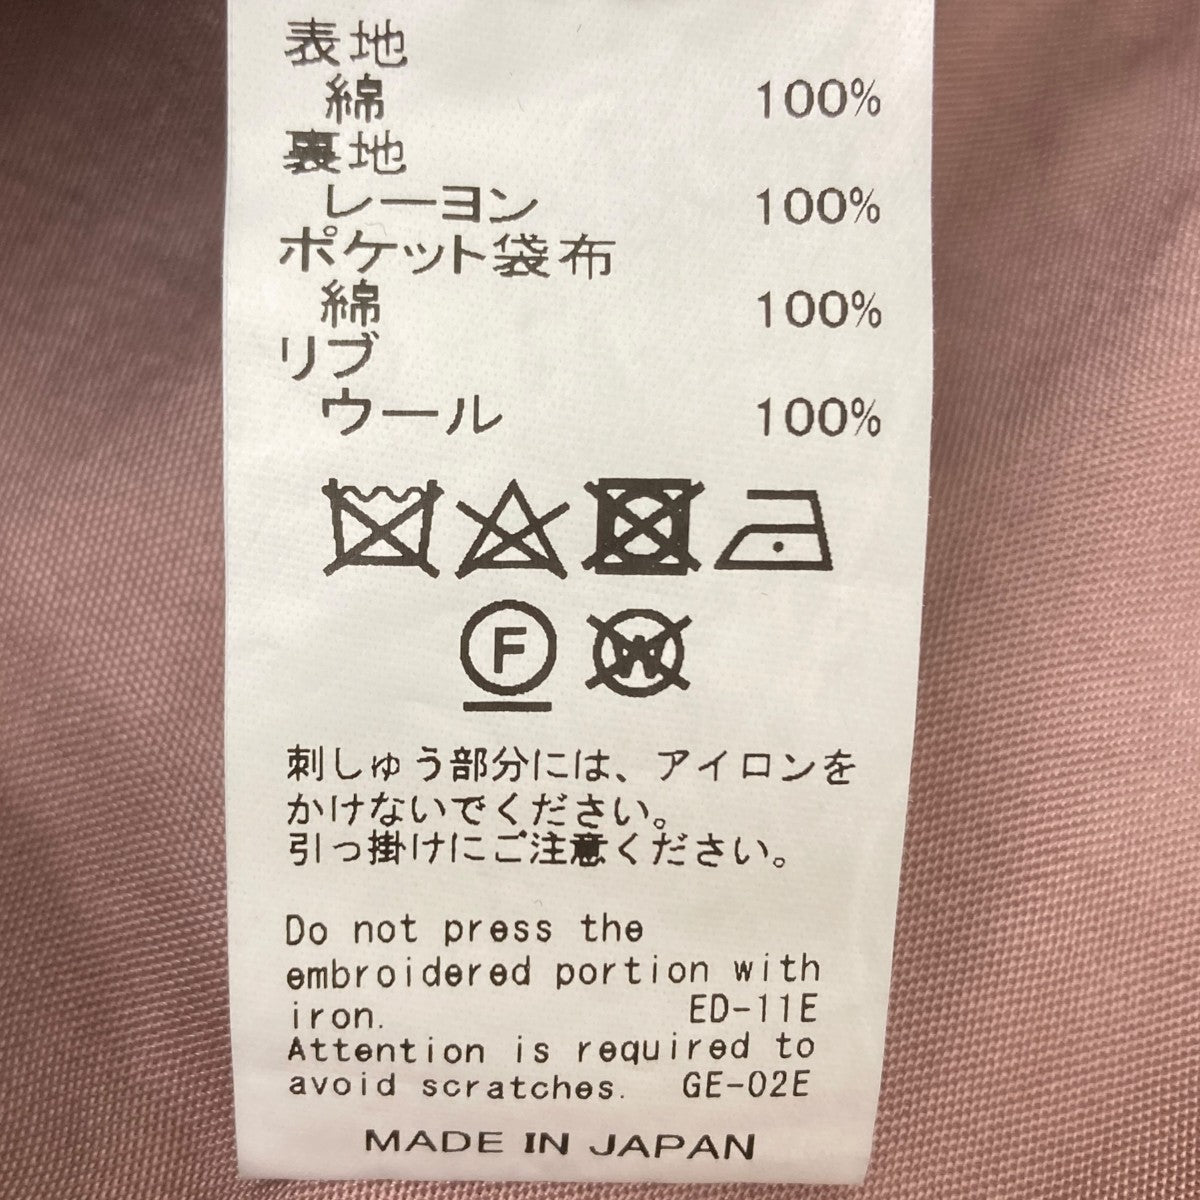 表地
綿 100%
裏地
レーヨン 100%
ポケット袋布
綿 100%
リブ
ウール 100%
F W
刺しゅう部分には、アイロンを
かけないでください。
引っ掛けにご注意ください。
Do not press the
embroidered portion with
iron. ED-11E
Attention is required to
avoid scratches. GE-02E
MADE IN JAPAN